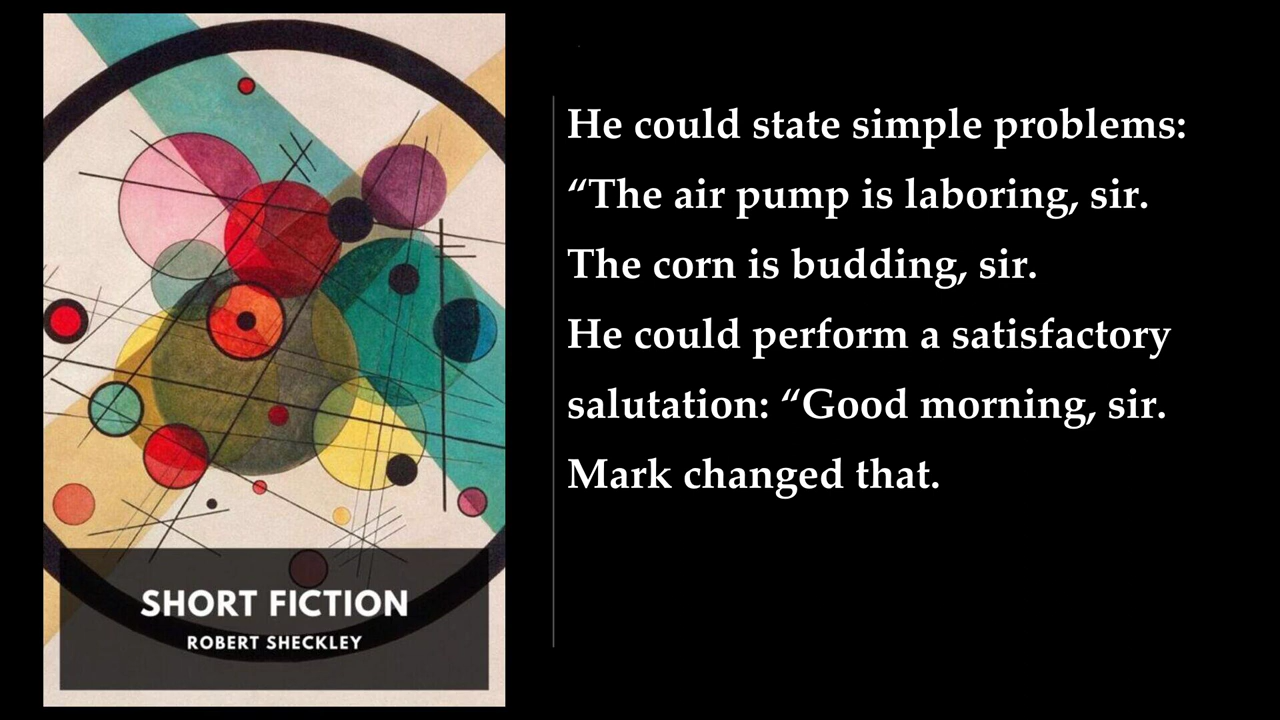 SHORT FICTION
ROBERT SHECKLEY
He could state simple problems:
“The air pump is laboring, sir.
The corn is budding, sir.
He could perform a satisfactory
salutation: “Good morning, sir.
Mark changed that.